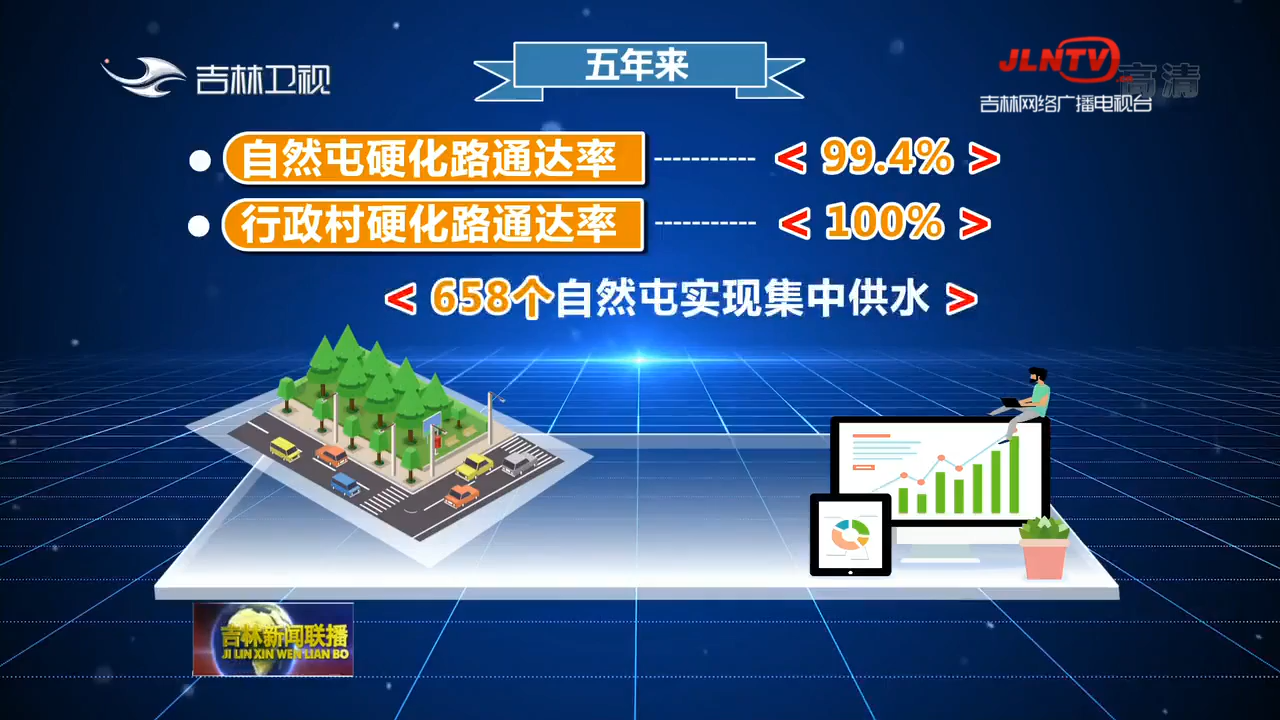 吉林卫视
五年来
JLNTV
高清
吉林网络广播电视台
自然屯硬化路通达率 < 99.4% >
行政村硬化路通达率 < 100% >
< 658个自然屯实现集中供水 >
吉林新闻联播
JI LIN XIN WEN LIAN BO